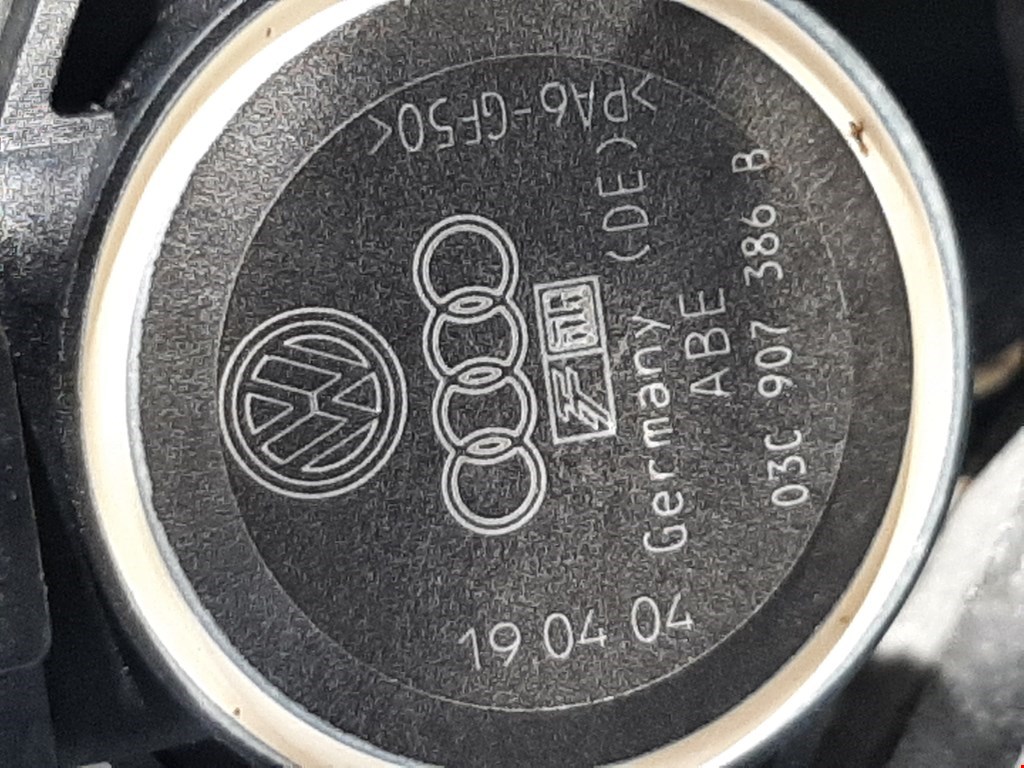 >PA6-GF50<
(DE)
Germany
ABE
03C 907 386 B
19 04 04